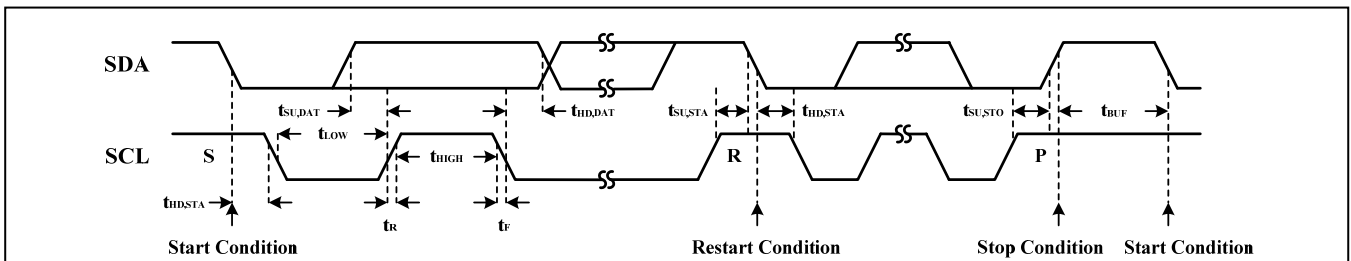 SDA
tSU,DAT tHD,DAT tSU,STA tHD,STA tSU,STO tBUF
tLOW
SCL S tHIGH R P
tHD,STA
tR tF
Start Condition Restart Condition Stop Condition Start Condition